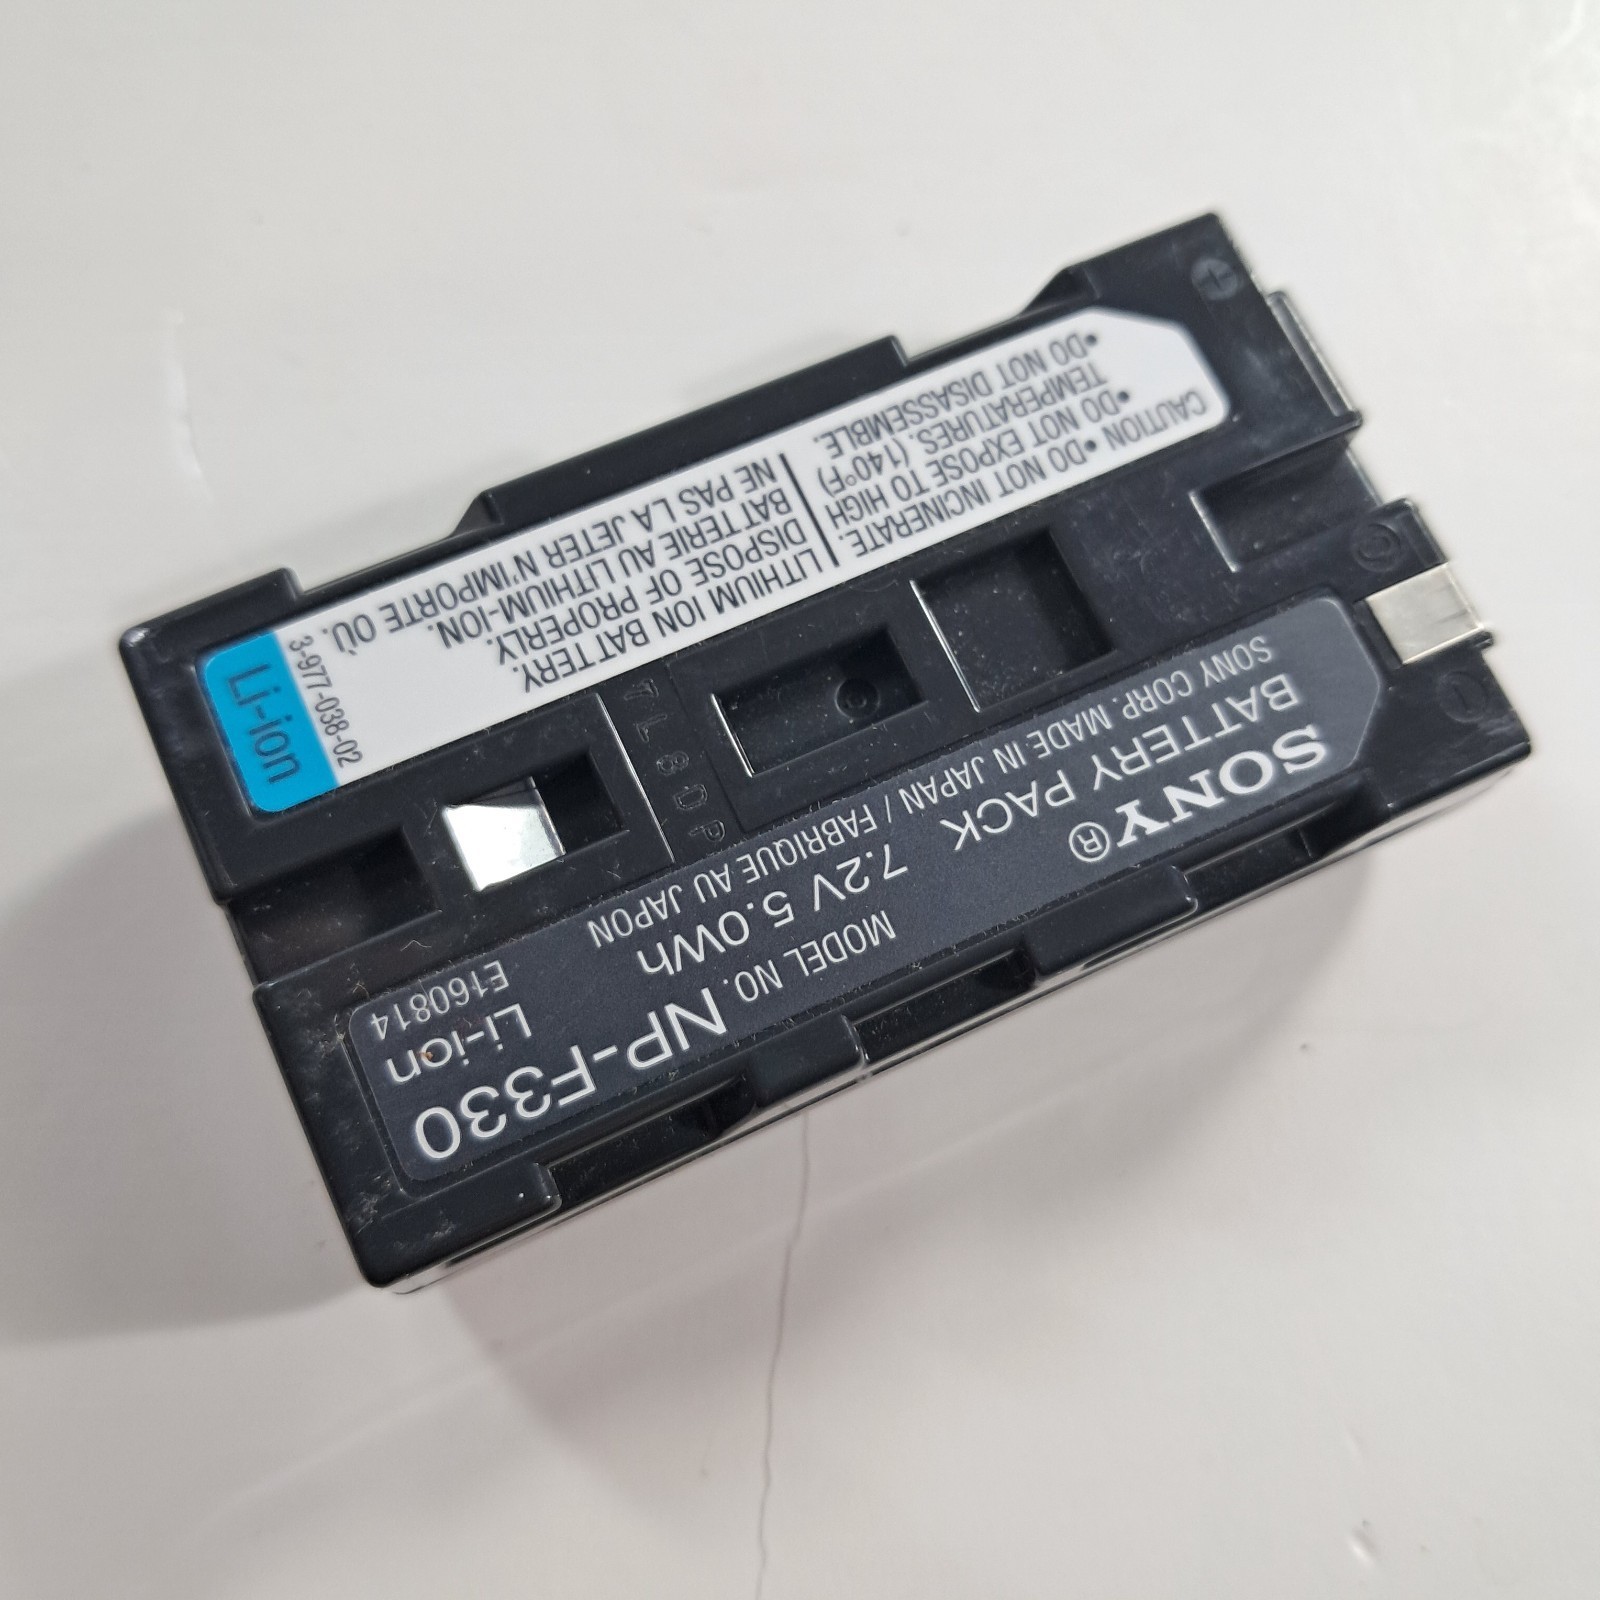 SONY®
BATTERY PACK
SONY CORP. MADE IN JAPAN / FABRIQUE AU JAPON
MODEL NO. NP-F330
7.2V 5.0Wh Li-ion
E160814
CAUTION • DO NOT INCINERATE.
• DO NOT EXPOSE TO HIGH
TEMPERATURES. (140°F)
• DO NOT DISASSEMBLE.
LITHIUM ION BATTERY.
DISPOSE OF PROPERLY.
BATTERIE AU LITHIUM-ION.
NE PAS LA JETER N'IMPORTE OÙ.
3-977-038-02
Li-ion